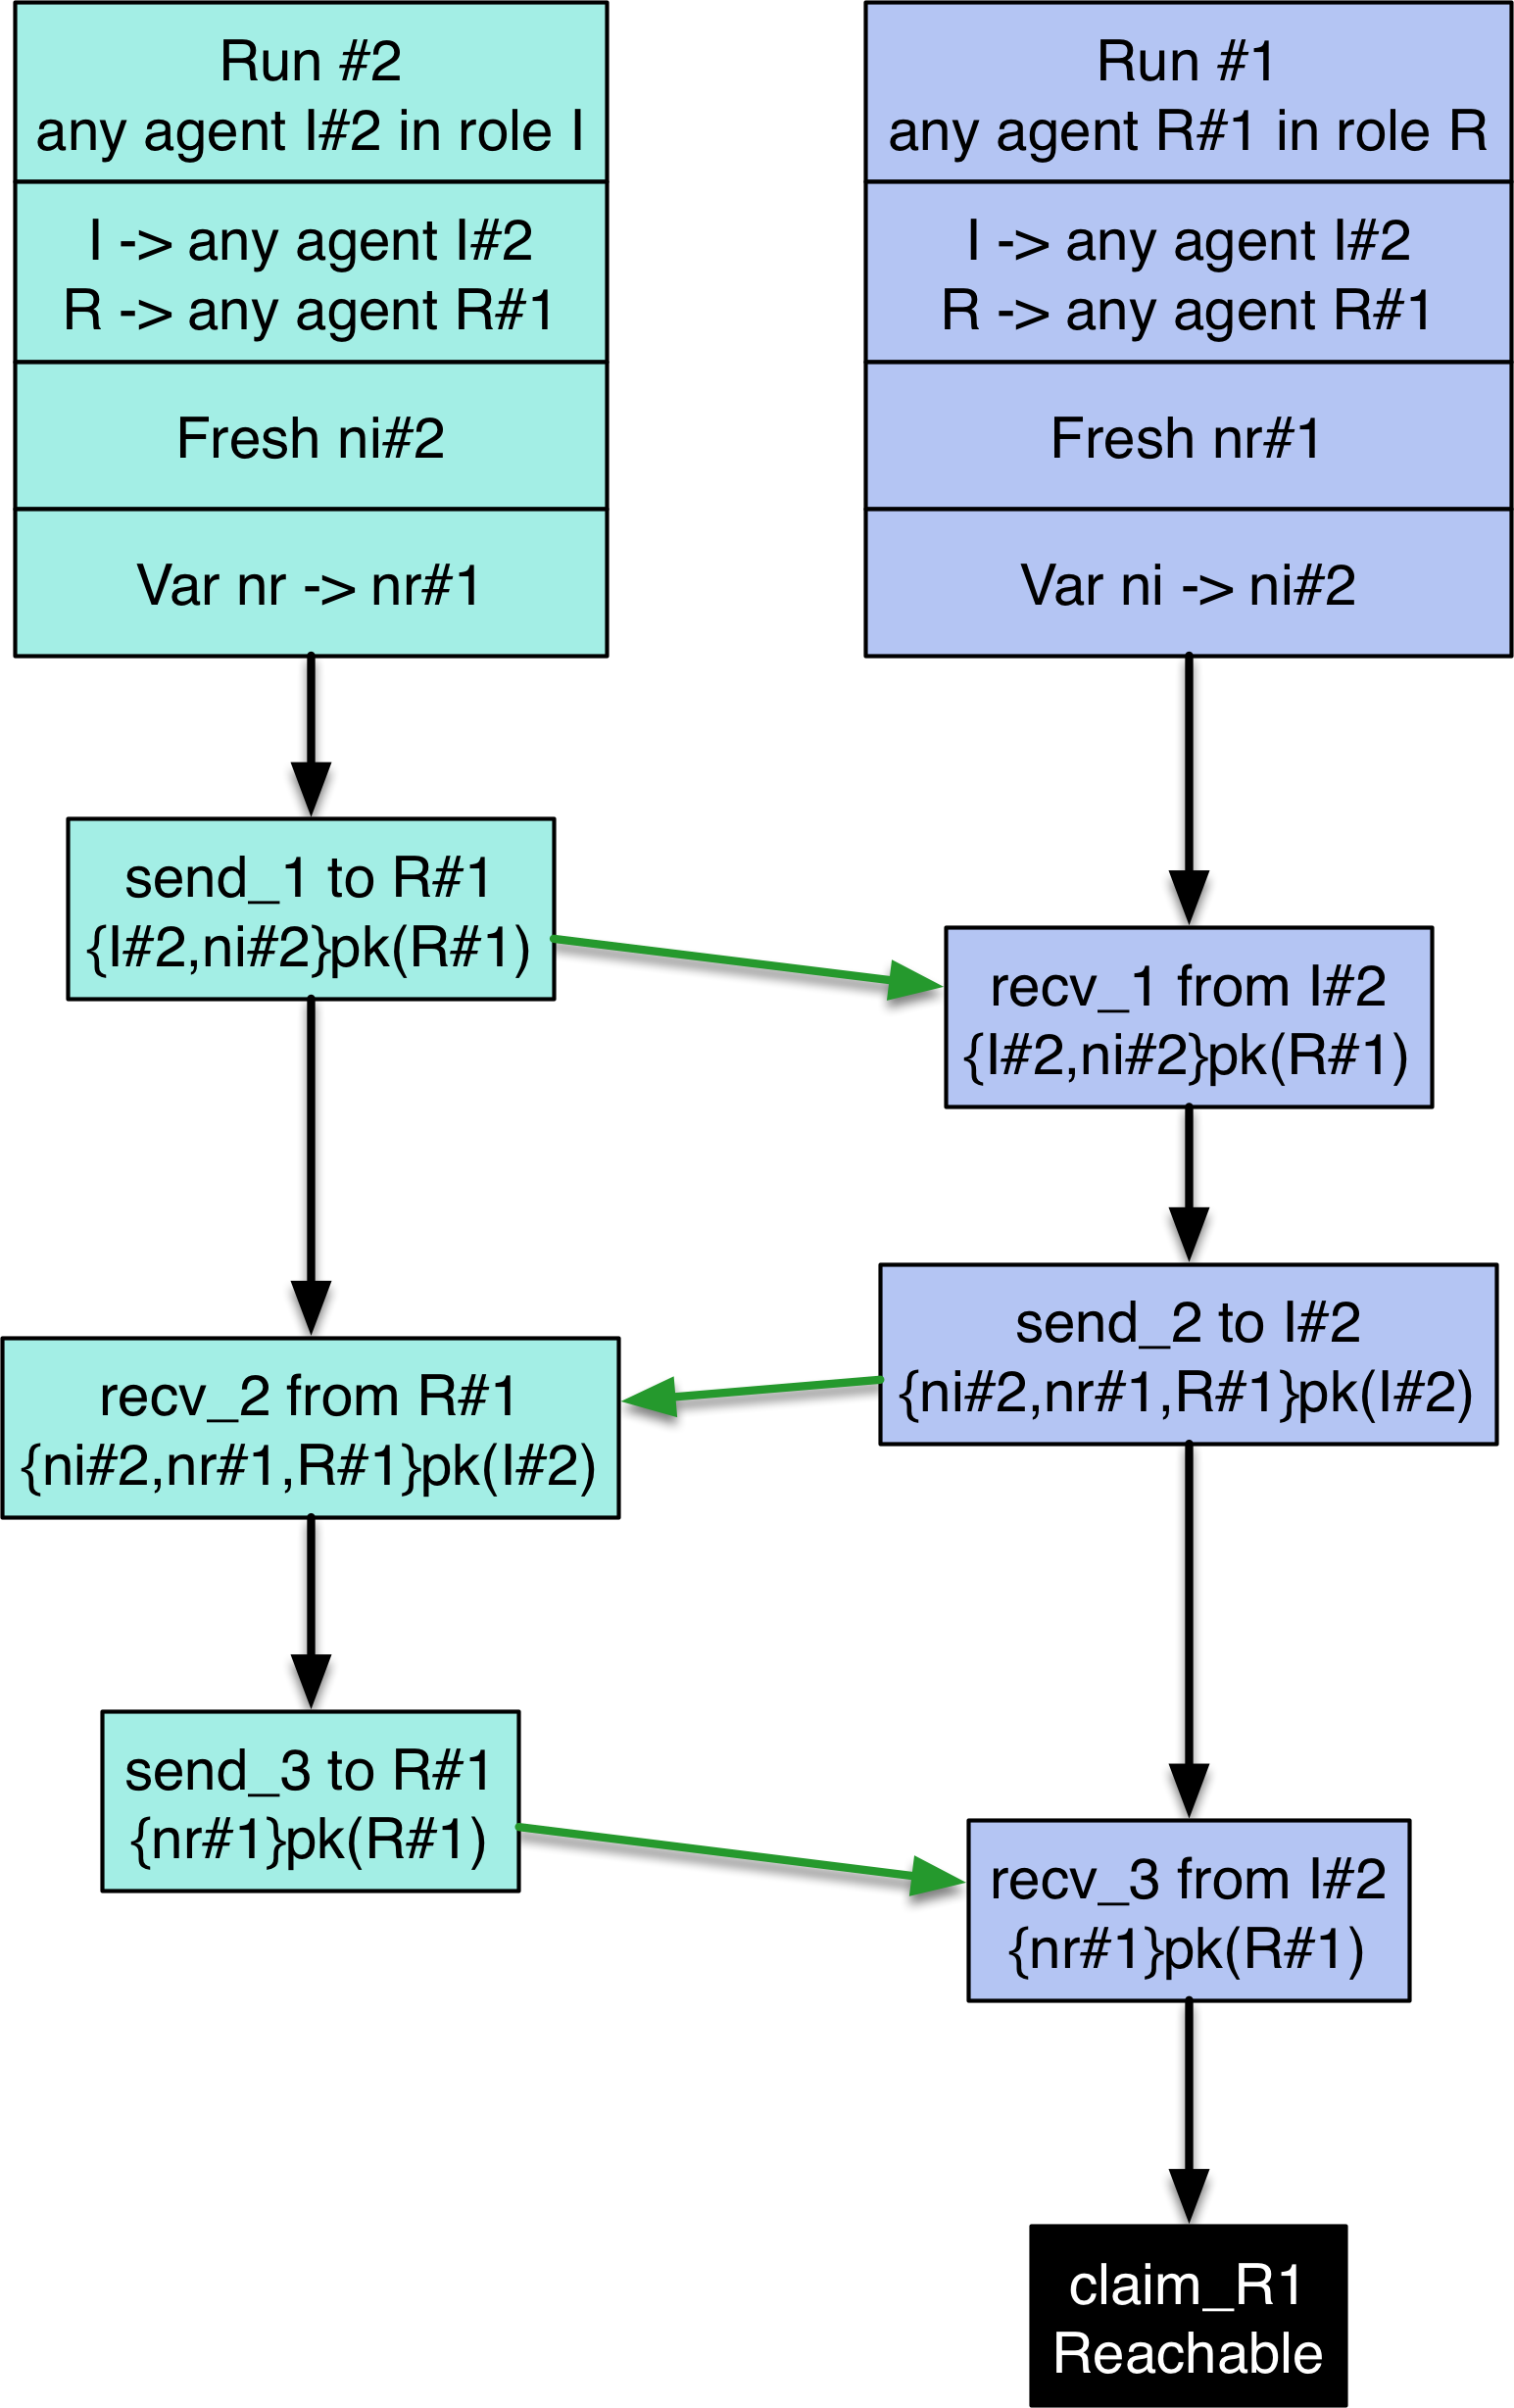 Run #2
any agent I#2 in role I
I -> any agent I#2
R -> any agent R#1
Fresh ni#2
Var nr -> nr#1
Run #1
any agent R#1 in role R
I -> any agent I#2
R -> any agent R#1
Fresh nr#1
Var ni -> ni#2
send_1 to R#1
{I#2,ni#2}pk(R#1)
recv_1 from I#2
{I#2,ni#2}pk(R#1)
send_2 to I#2
{ni#2,nr#1,R#1}pk(I#2)
recv_2 from R#1
{ni#2,nr#1,R#1}pk(I#2)
send_3 to R#1
{nr#1}pk(R#1)
recv_3 from I#2
{nr#1}pk(R#1)
claim_R1
Reachable